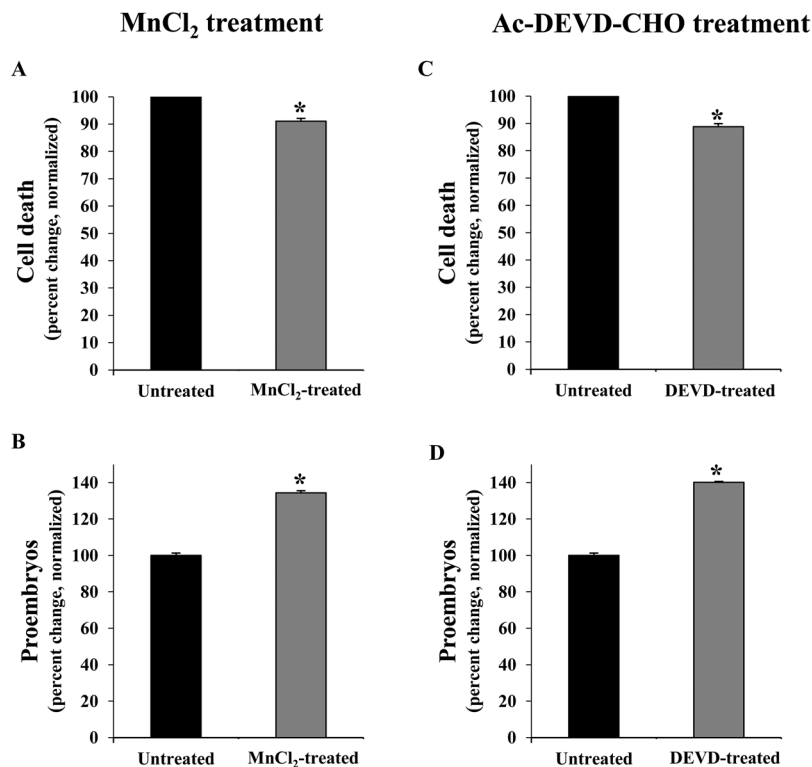 MnCl₂ treatment
Ac-DEVD-CHO treatment
A
Cell death
(percent change, normalized)
100
90
80
70
60
50
40
30
20
10
0
*
Untreated
MnCl₂-treated
C
Cell death
(percent change, normalized)
100
90
80
70
60
50
40
30
20
10
0
*
Untreated
DEVD-treated
B
Proembryos
(percent change, normalized)
140
120
100
80
60
40
20
0
*
Untreated
MnCl₂-treated
D
Proembryos
(percent change, normalized)
140
120
100
80
60
40
20
0
*
Untreated
DEVD-treated